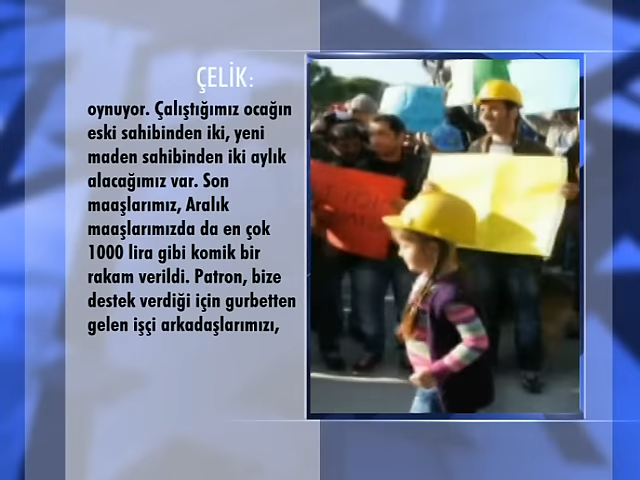 ÇELİK:
oynuyor. Çalıştığımız ocağın
eski sahibinden iki, yeni
maden sahibinden iki aylık
alacağımız var. Son
maaşlarımız, Aralık
maaşlarımızda da en çok
1000 lira gibi komik bir
rakam verildi. Patron, bize
destek verdiği için gurbetten
gelen işçi arkadaşlarımızı,